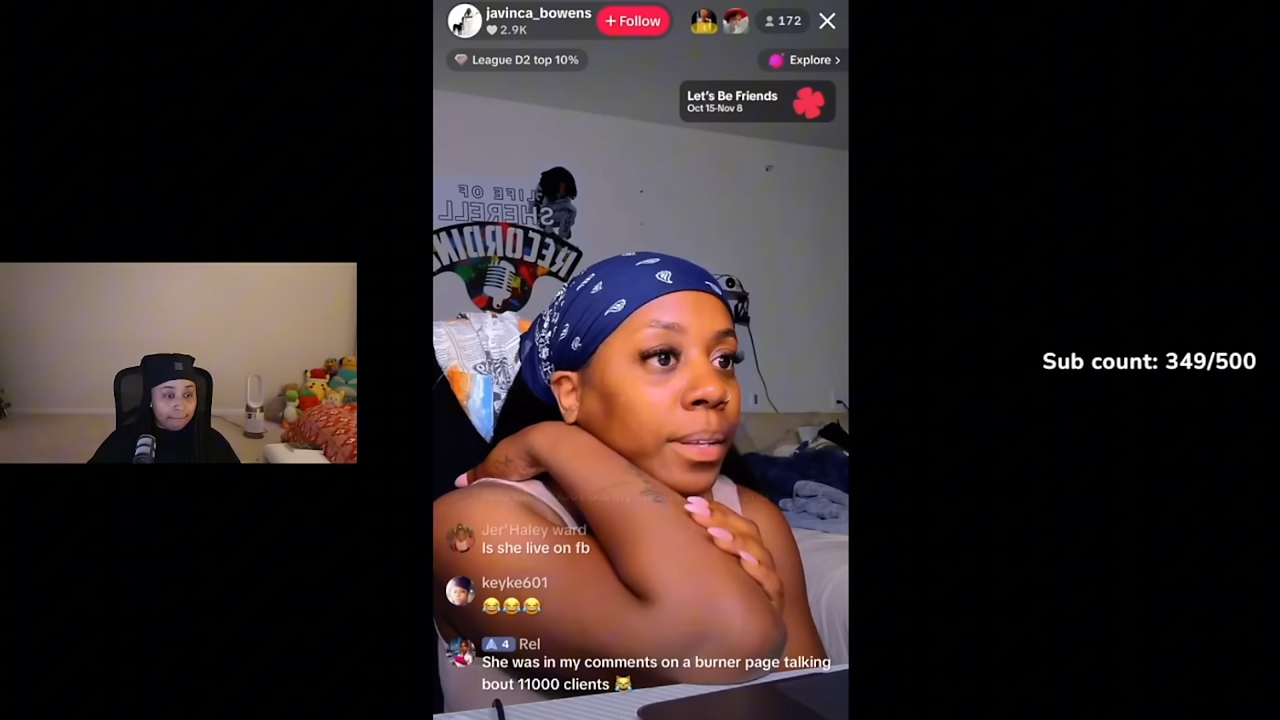 javinca_bowens
2.9K
+ Follow
172
League D2 top 10%
Explore >
Let's Be Friends
Oct 15-Nov 8
LIFE OF
SHERELL
RECORDIN
Sub count: 349/500
Jer'Haley ward
Is she live on fb
keyke601
😂😂😂
4 Rel
She was in my comments on a burner page talking
bout 11000 clients 😹